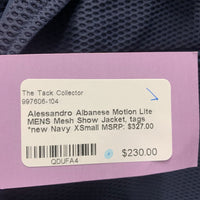 The Tack Collector
997606-104
Alessandro Albanese Motion Lite
MENS Mesh Show Jacket, tags
*new Navy XSmall MSRP: $327.00
QDUFA4
$230.00